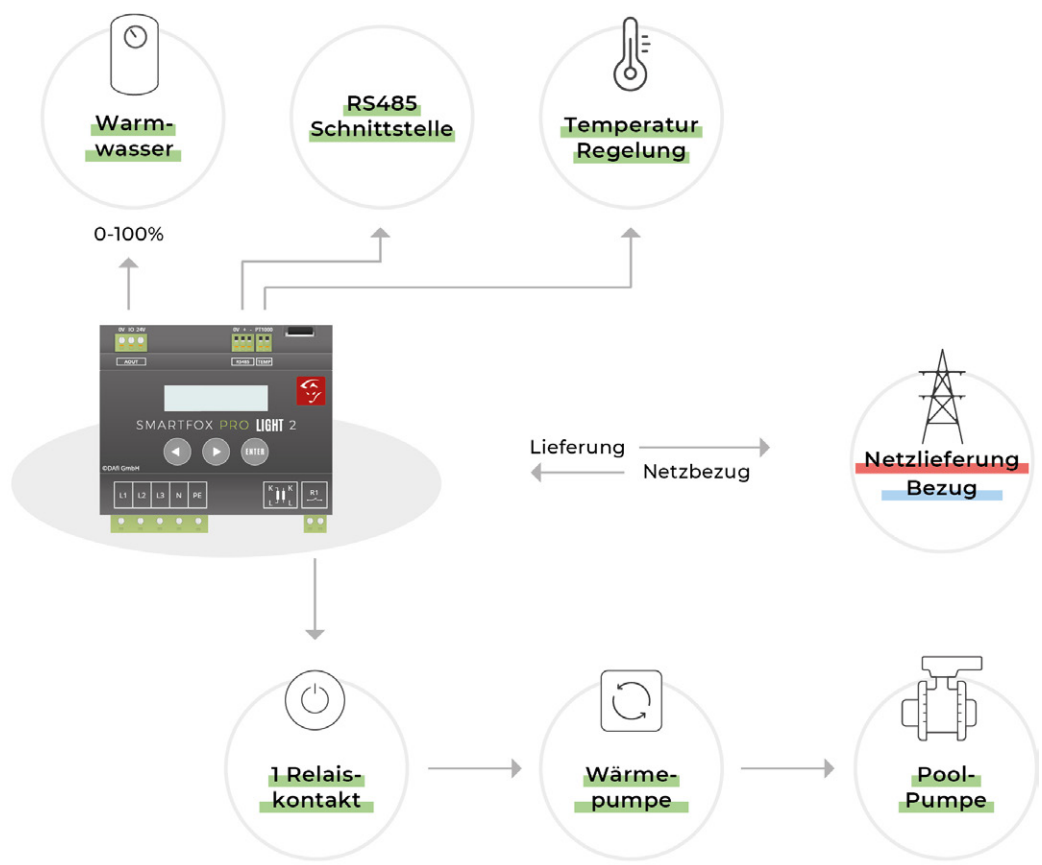 Warm-
wasser
RS485
Schnittstelle
Temperatur
Regelung
0-100%
0V IO 24V
0V + - PT1000
AOUT
RS485 TEMP
SMARTFOX PRO LIGHT 2
ENTER
©DAfi GmbH
L1 L2 L3 N PE
K K
L L
R1
Lieferung
Netzbezug
Netzlieferung
Bezug
1 Relais-
kontakt
Wärme-
pumpe
Pool-
Pumpe